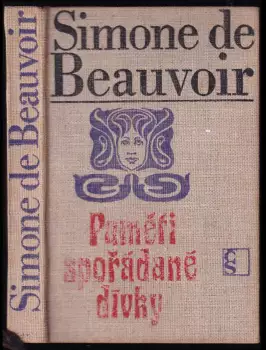 Simone de Beauvoir
Simone de
Beauvoir
Paměti
spořádané
dívky
čs